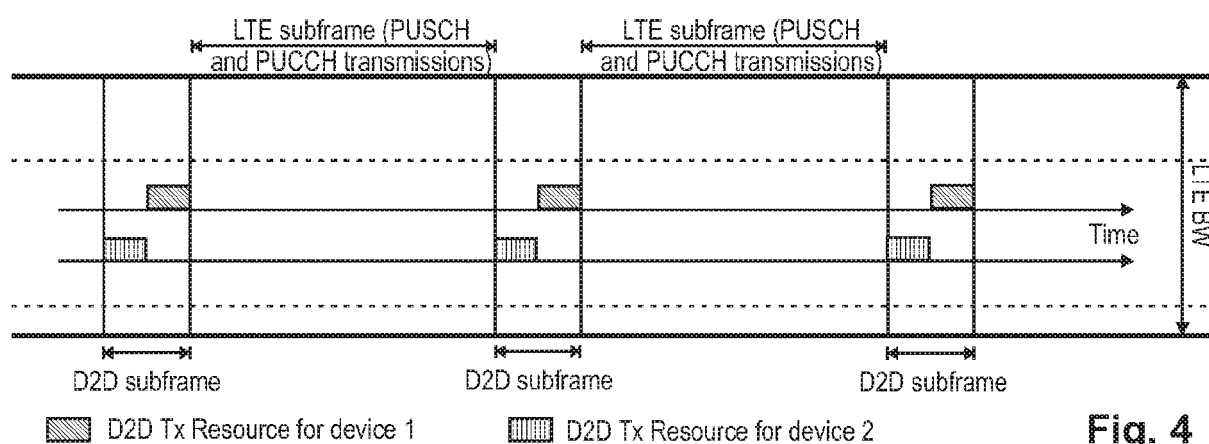 LTE subframe (PUSCH
and PUCCH transmissions)
LTE subframe (PUSCH
and PUCCH transmissions)
Time
LTE BW
D2D subframe
D2D subframe
D2D subframe
D2D Tx Resource for device 1
D2D Tx Resource for device 2
Fig. 4